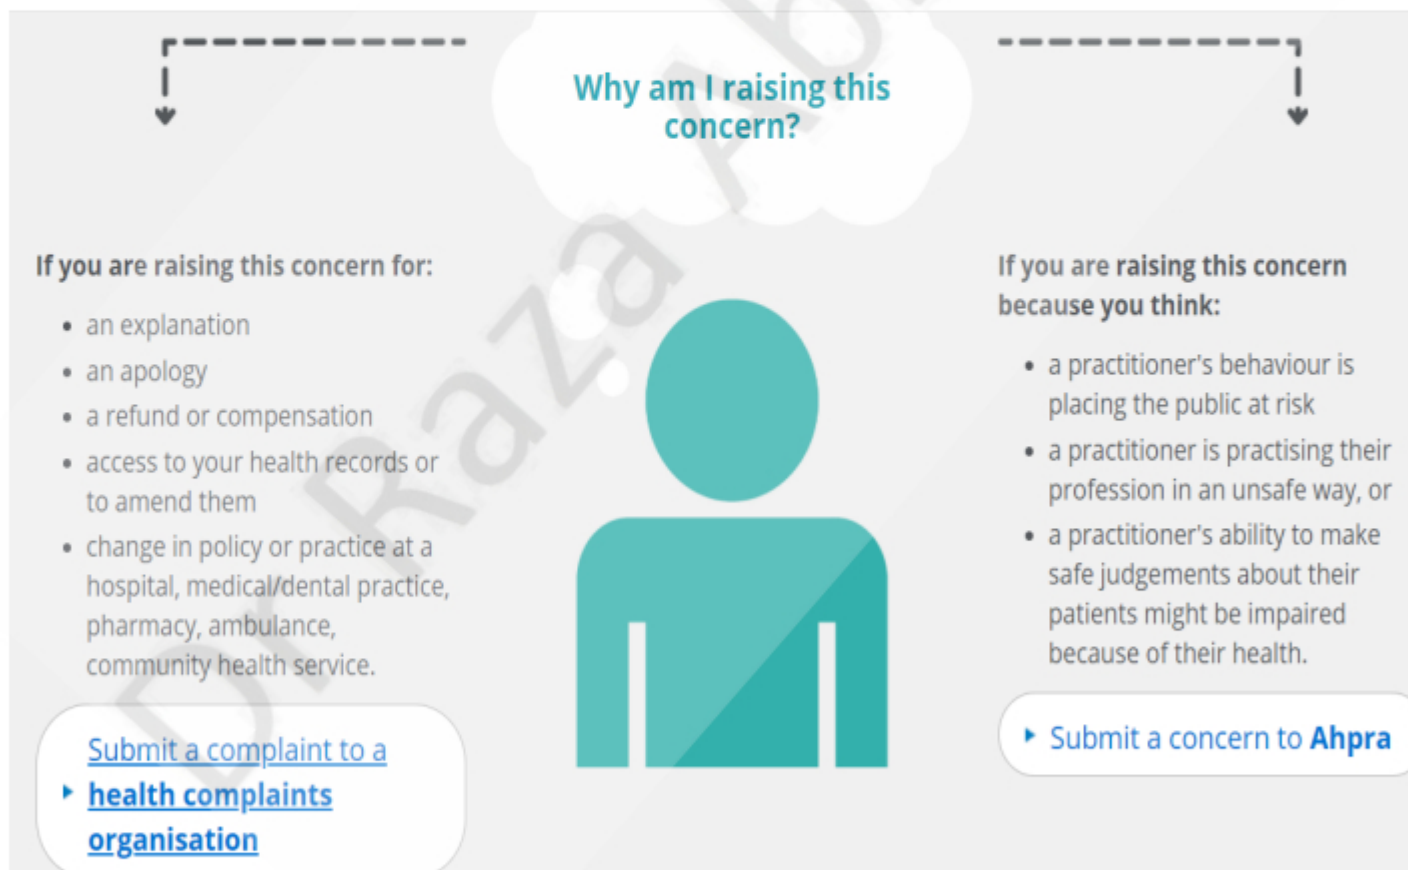 Why am I raising this
concern?
If you are raising this concern for:
• an explanation
• an apology
• a refund or compensation
• access to your health records or
to amend them
• change in policy or practice at a
hospital, medical/dental practice,
pharmacy, ambulance,
community health service.
Submit a complaint to a
health complaints
organisation
If you are raising this concern
because you think:
• a practitioner's behaviour is
placing the public at risk
• a practitioner is practising their
profession in an unsafe way, or
• a practitioner's ability to make
safe judgements about their
patients might be impaired
because of their health.
Submit a concern to Ahpra
Dr Raza